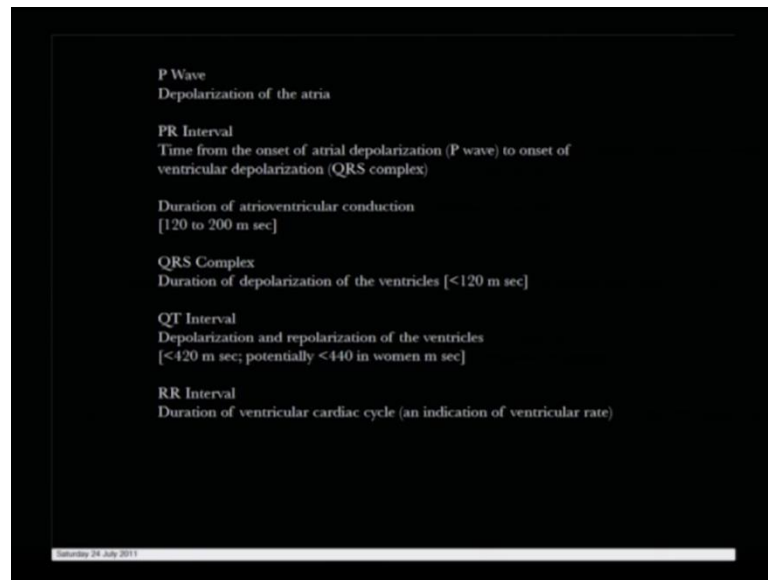 P Wave
Depolarization of the atria
PR Interval
Time from the onset of atrial depolarization (P wave) to onset of
ventricular depolarization (QRS complex)
Duration of atrioventricular conduction
[120 to 200 m sec]
QRS Complex
Duration of depolarization of the ventricles [<120 m sec]
QT Interval
Depolarization and repolarization of the ventricles
[<420 m sec; potentially <440 in women m sec]
RR Interval
Duration of ventricular cardiac cycle (an indication of ventricular rate)
Saturday 24 July 2011